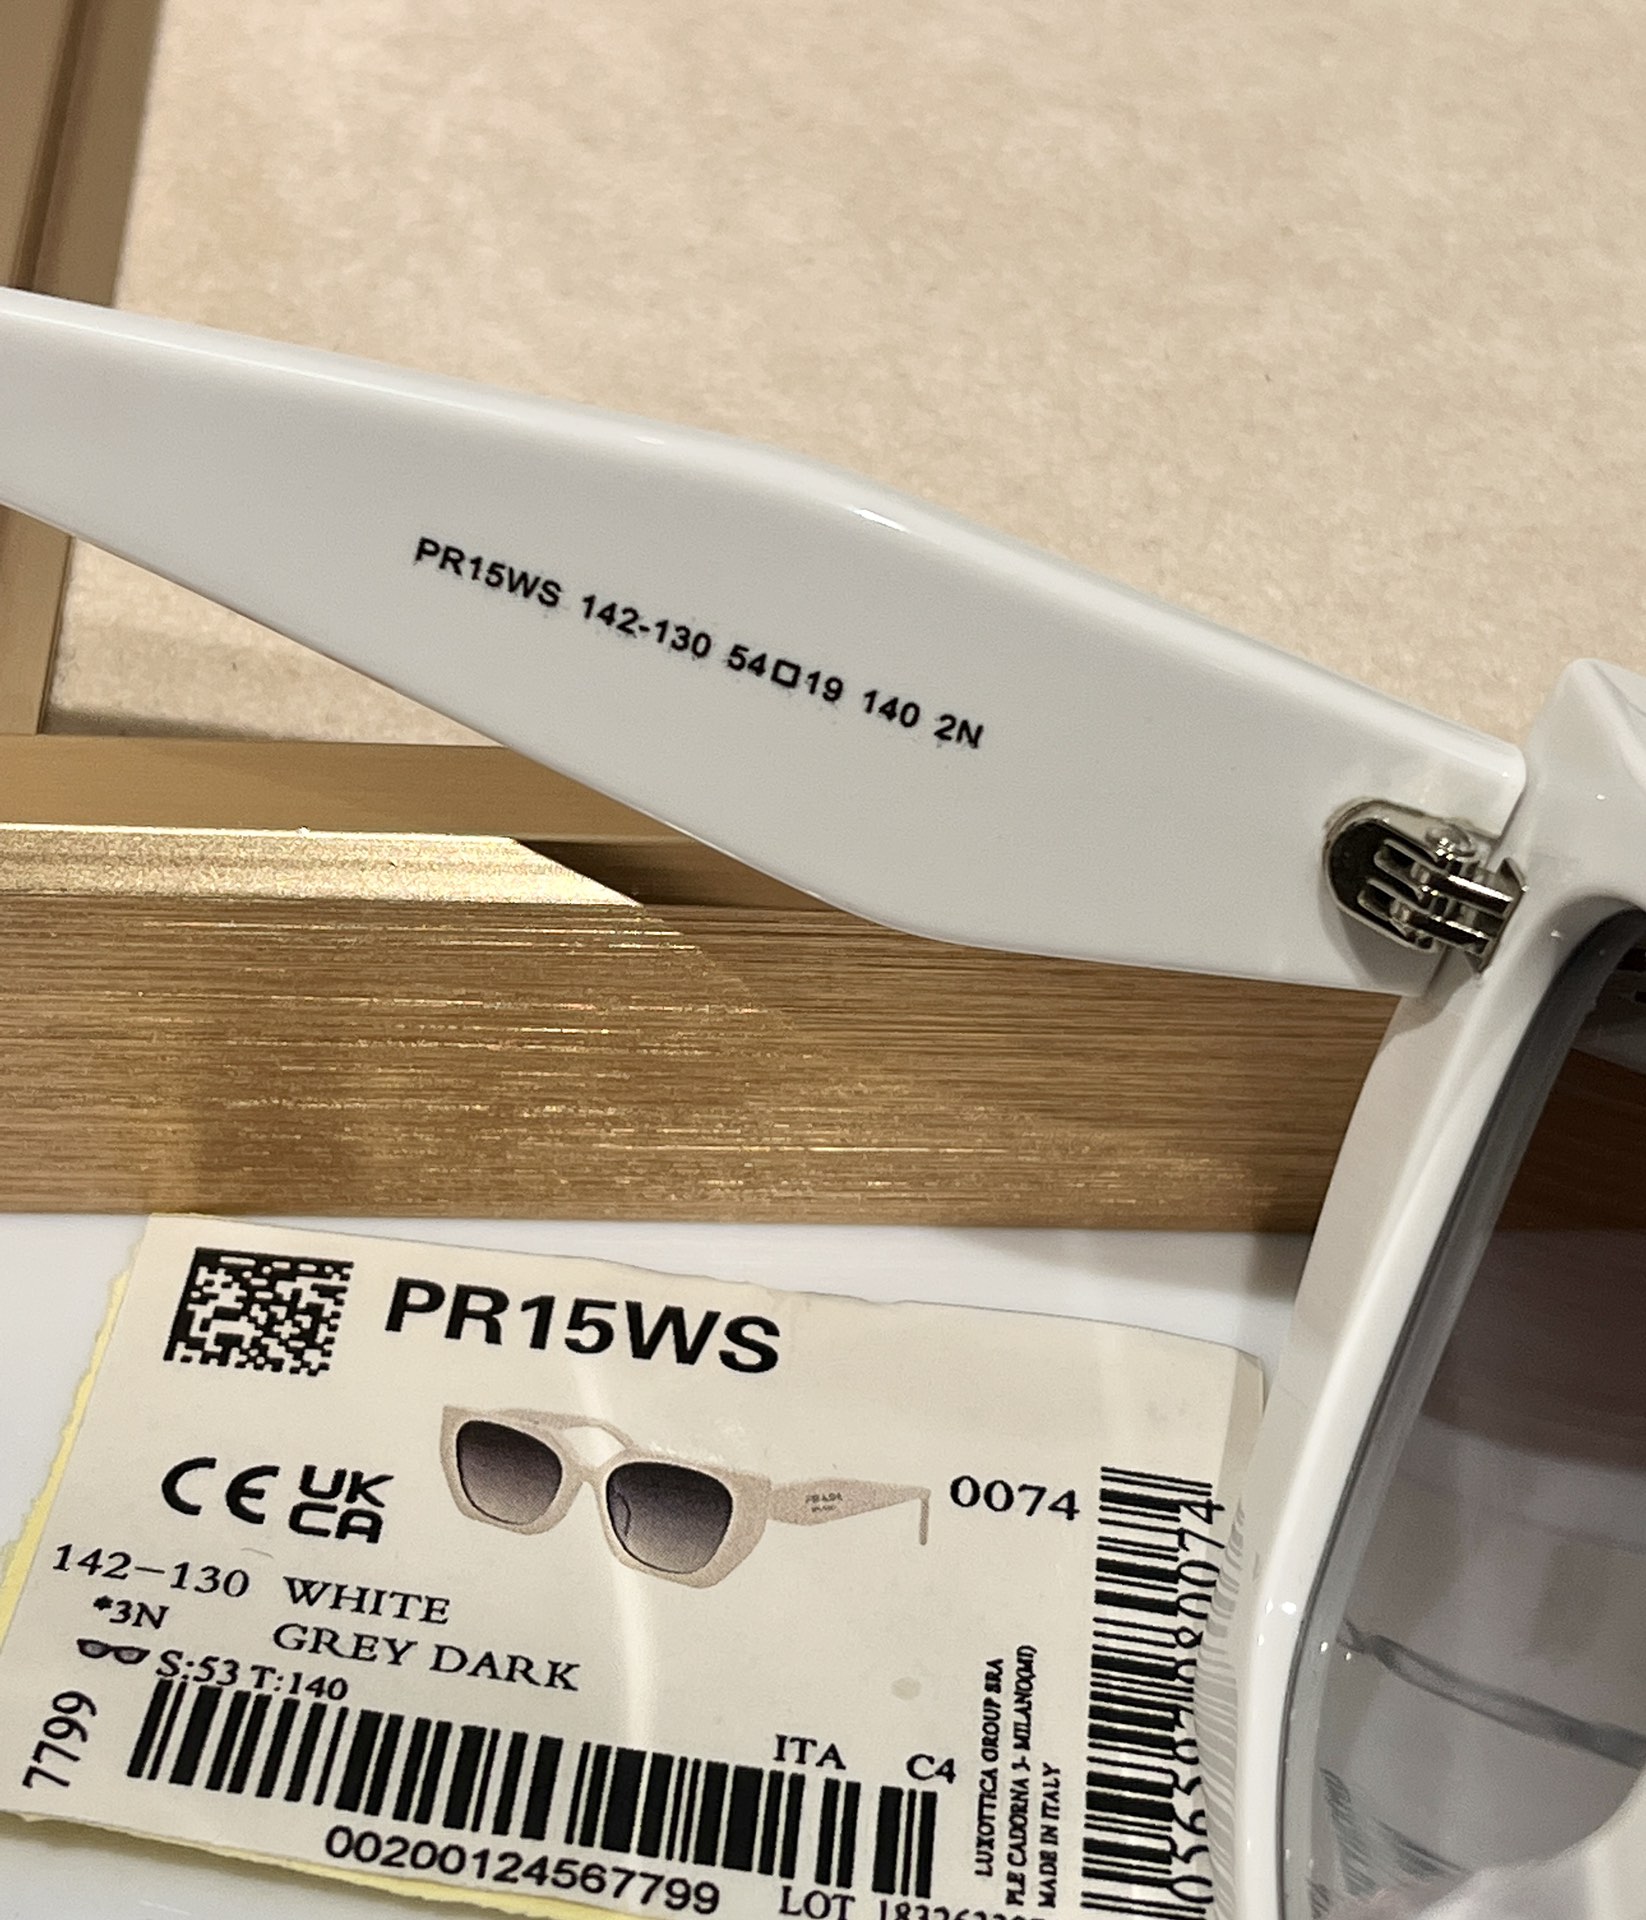 PR15WS 142-130 54□19 140 2N
PR15WS
CE UK CA
0074
142-130 WHITE
*3N
GREY DARK
S:53 T:140
7799
ITA C4
00200124567799
LOT
LUXOTTICA GROUP SRA
PLE CADORNA 3- MILANO(MI)
MADE IN ITALY